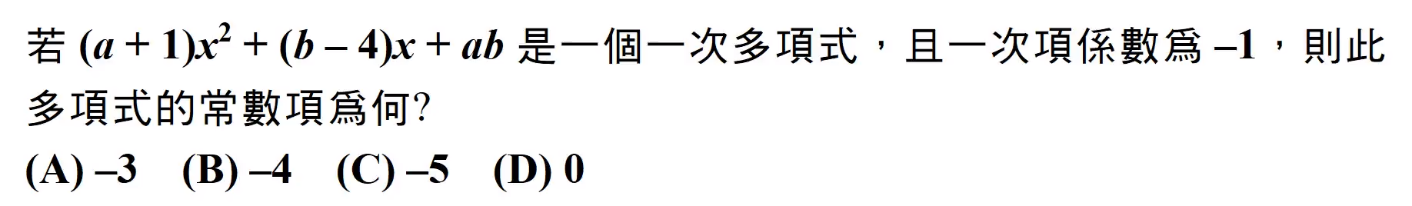 若 (a + 1)x² + (b – 4)x + ab 是一個一次多項式，且一次項係數爲 –1，則此
多項式的常數項爲何?
(A) –3 (B) –4 (C) –5 (D) 0